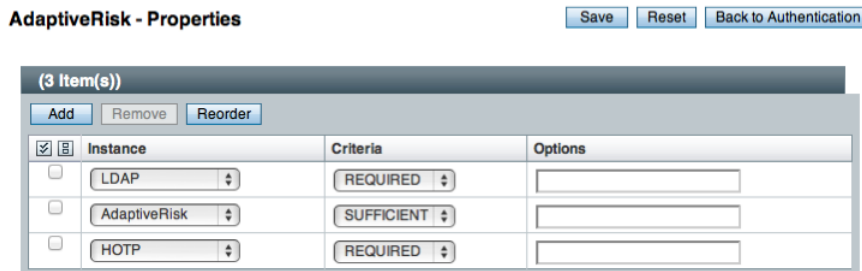 AdaptiveRisk - Properties
Save Reset Back to Authentication
(3 Item(s))
Add Remove Reorder
Instance Criteria Options
LDAP REQUIRED
AdaptiveRisk SUFFICIENT
HOTP REQUIRED